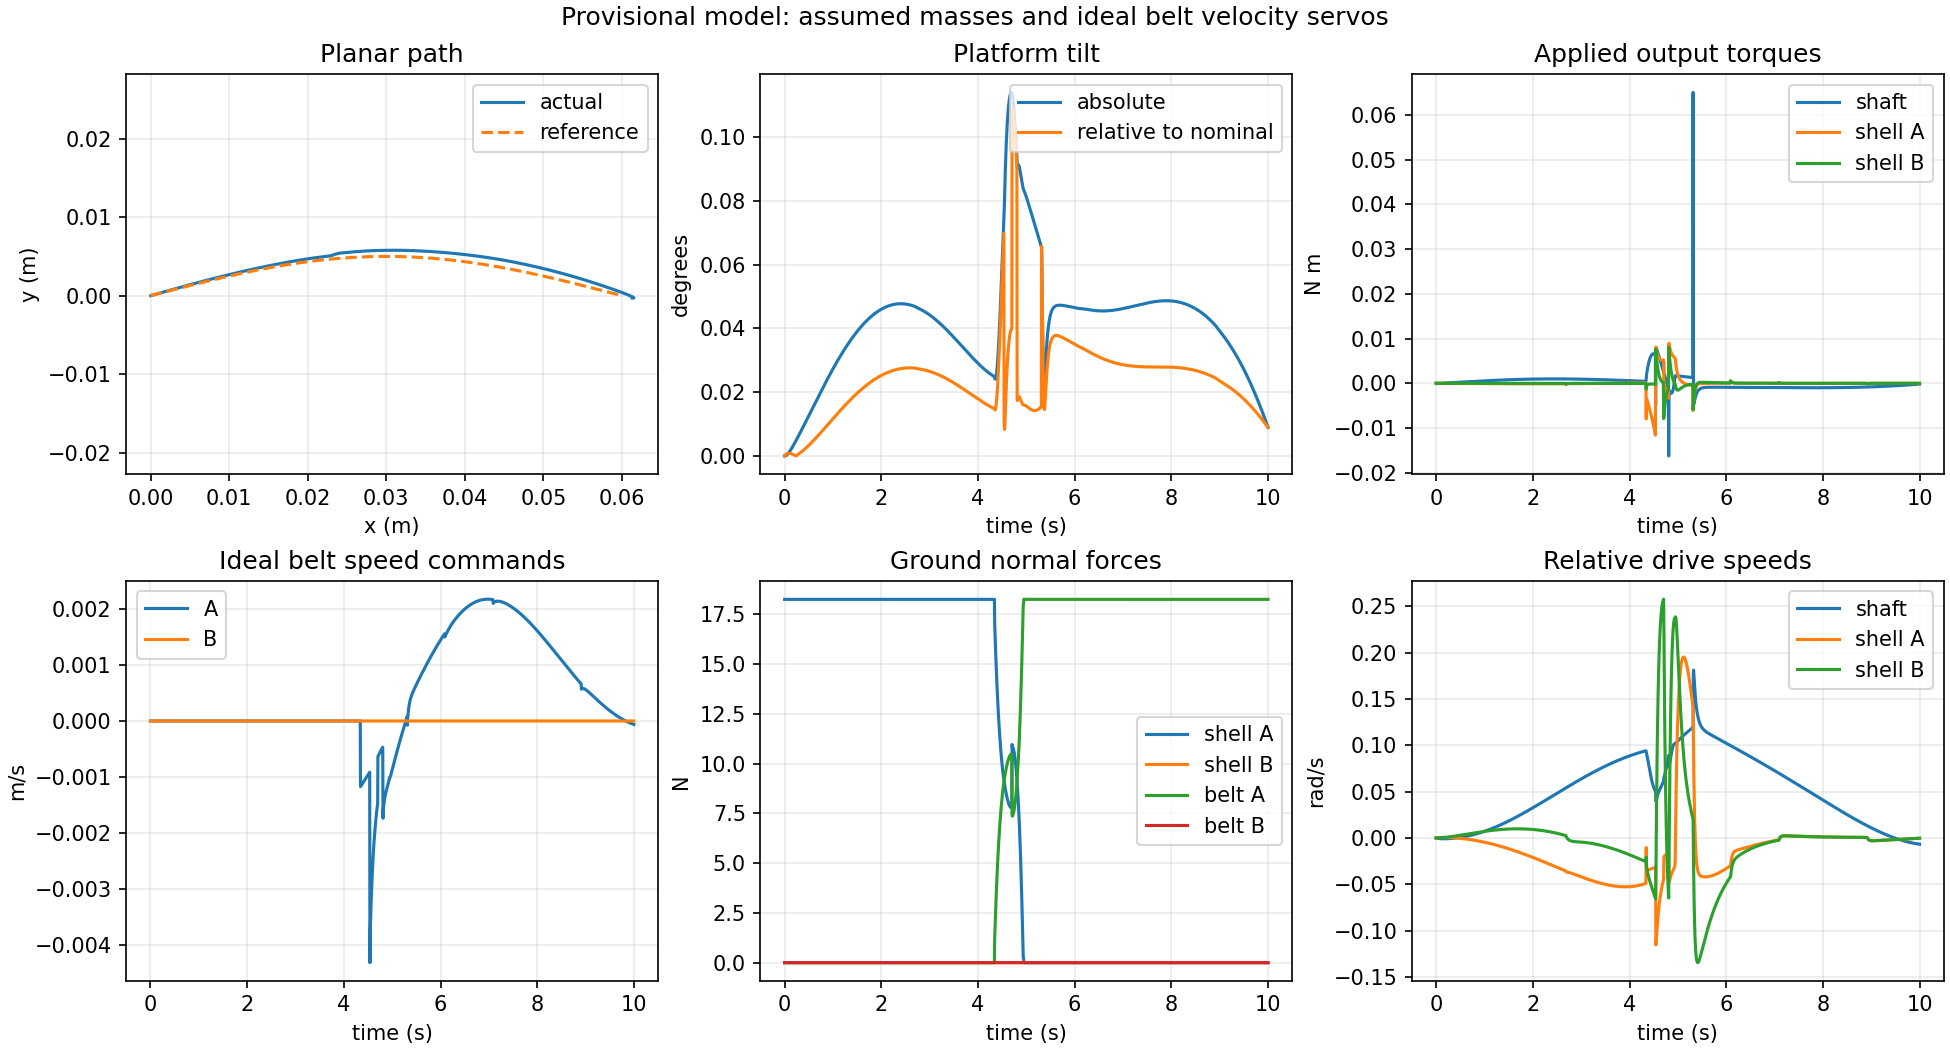 Provisional model: assumed masses and ideal belt velocity servos
Planar path
actual
reference
0.02
0.01
0.00
−0.01
−0.02
y (m)
0.00 0.01 0.02 0.03 0.04 0.05 0.06
x (m)
Platform tilt
absolute
relative to nominal
0.10
0.08
0.06
0.04
0.02
0.00
degrees
0 2 4 6 8 10
time (s)
Applied output torques
shaft
shell A
shell B
0.06
0.05
0.04
0.03
0.02
0.01
0.00
−0.01
−0.02
N m
0 2 4 6 8 10
time (s)
Ideal belt speed commands
A
B
0.002
0.001
0.000
−0.001
−0.002
−0.003
−0.004
m/s
0 2 4 6 8 10
time (s)
Ground normal forces
shell A
shell B
belt A
belt B
17.5
15.0
12.5
10.0
7.5
5.0
2.5
0.0
N
0 2 4 6 8 10
time (s)
Relative drive speeds
shaft
shell A
shell B
0.25
0.20
0.15
0.10
0.05
0.00
−0.05
−0.10
−0.15
rad/s
0 2 4 6 8 10
time (s)